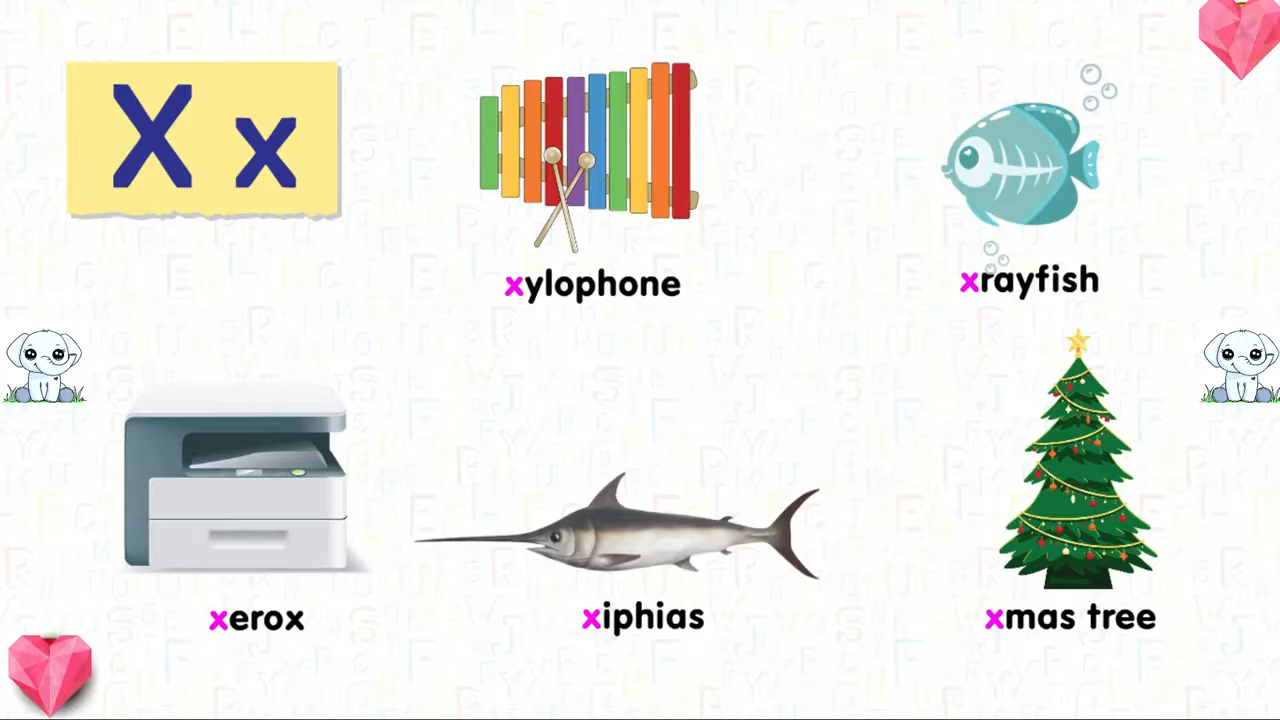 X x
xylophone
xrayfish
xerox
xiphias
xmas tree